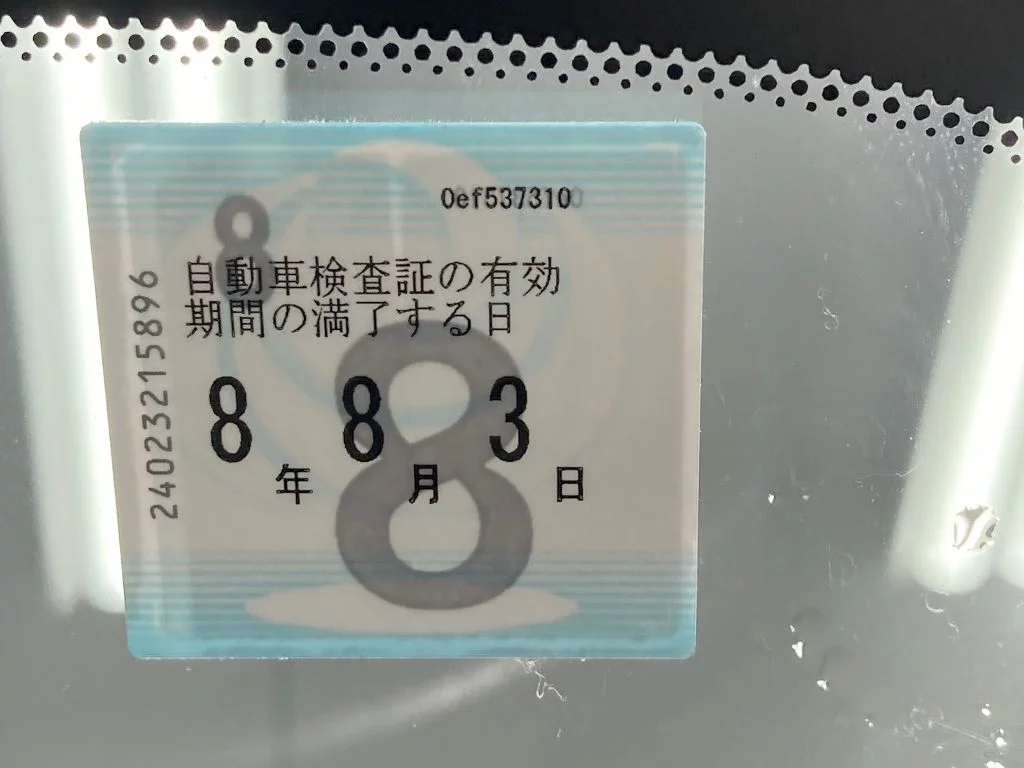 0ef537310
8
自動車検査証の有効
期間の満了する日
8年 8月 3日
8
24023215896